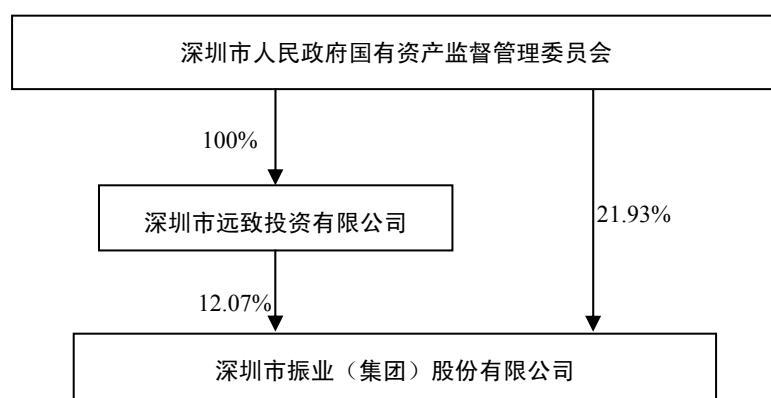 深圳市人民政府国有资产监督管理委员会
100%
深圳市远致投资有限公司
21.93%
12.07%
深圳市振业（集团）股份有限公司